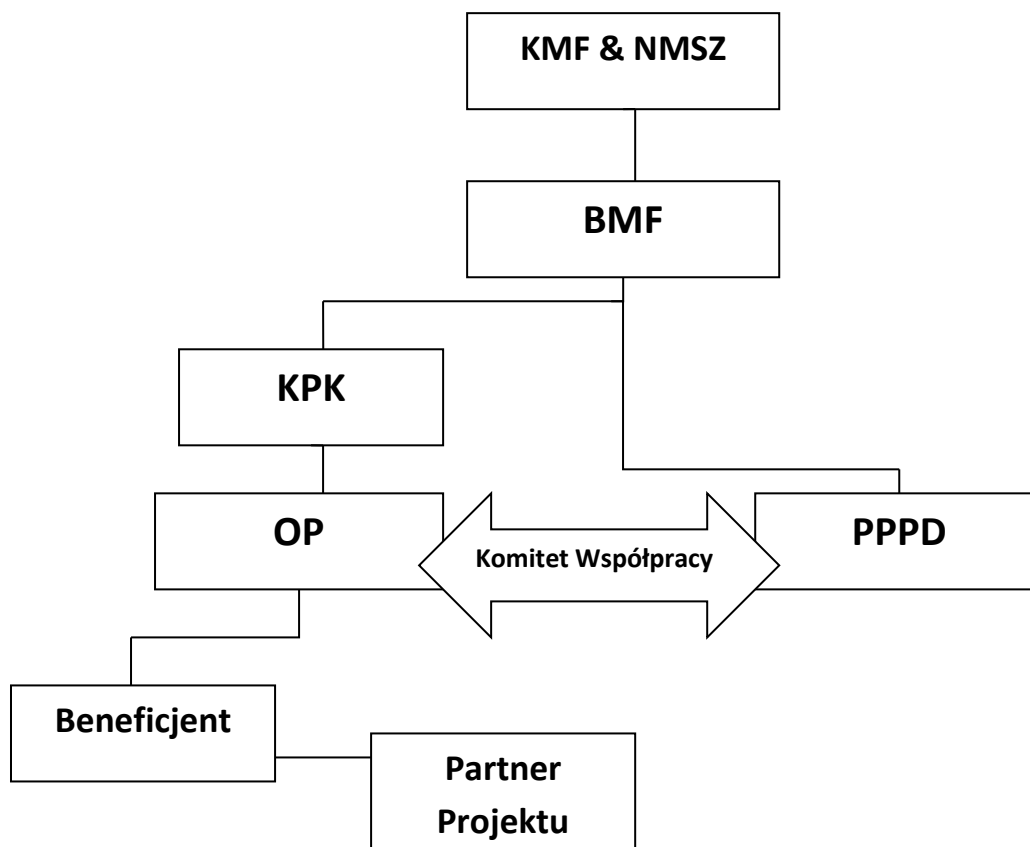 KMF & NMSZ
BMF
KPK
OP
Komitet Współpracy
PPPD
Beneficjent
Partner
Projektu